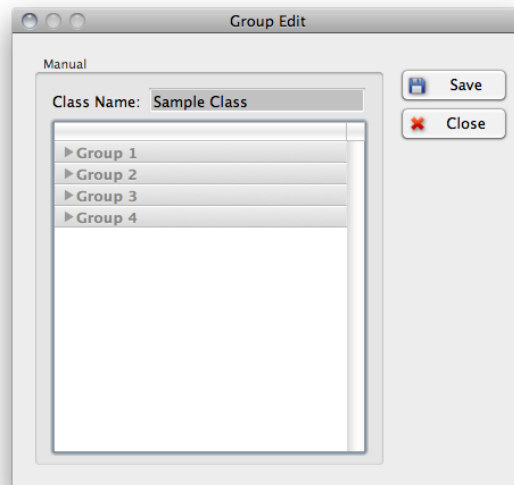 Group Edit
Manual
Save
Class Name: Sample Class
Close
Group 1
Group 2
Group 3
Group 4